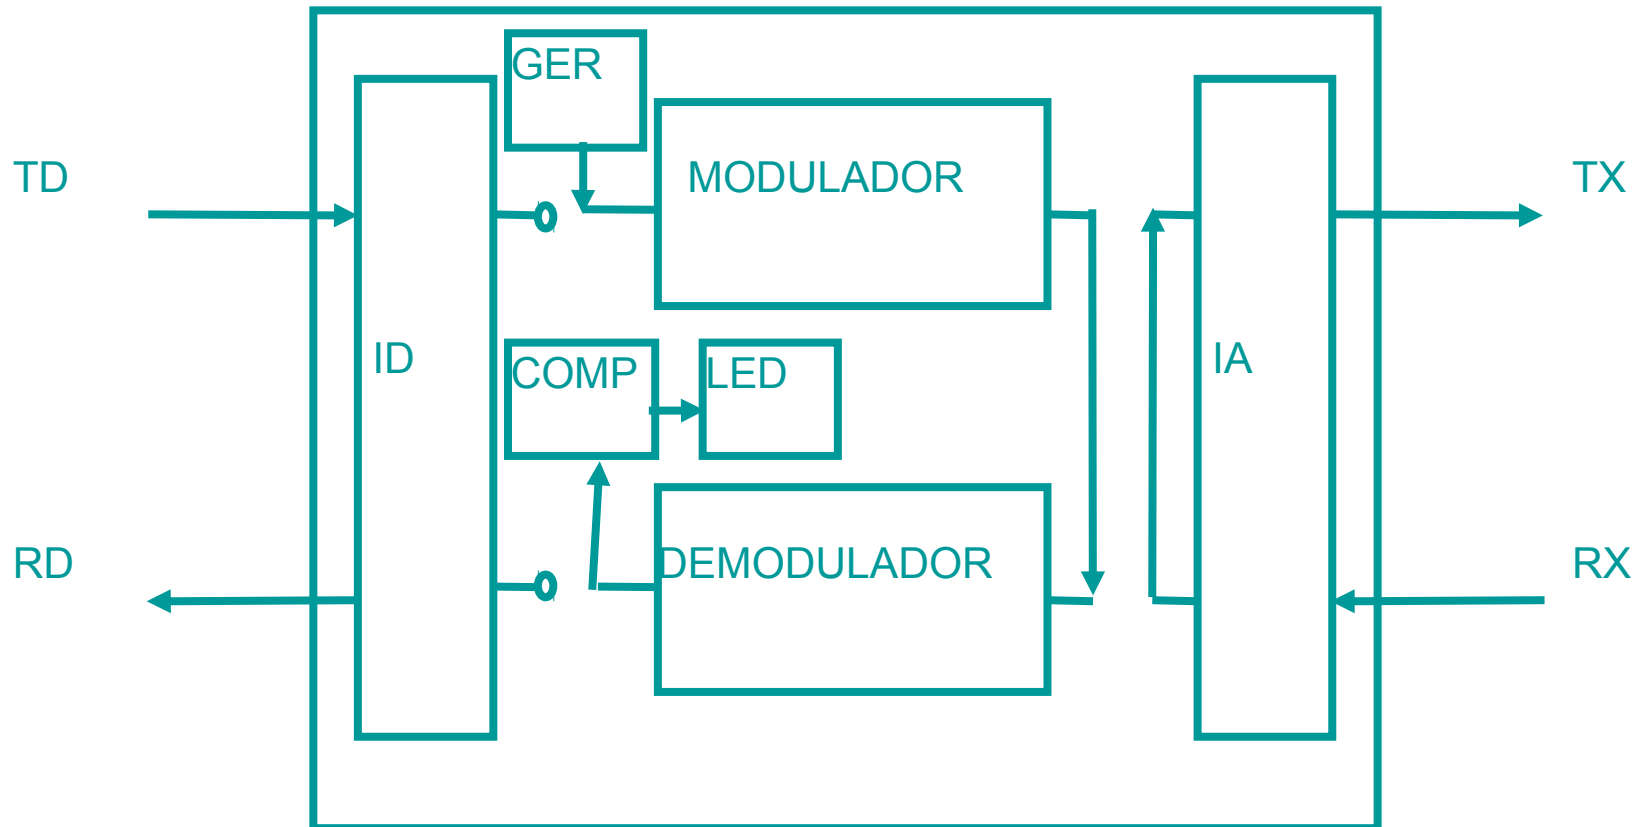 GER
TD
MODULADOR
TX
ID
COMP
LED
IA
RD
DEMODULADOR
RX